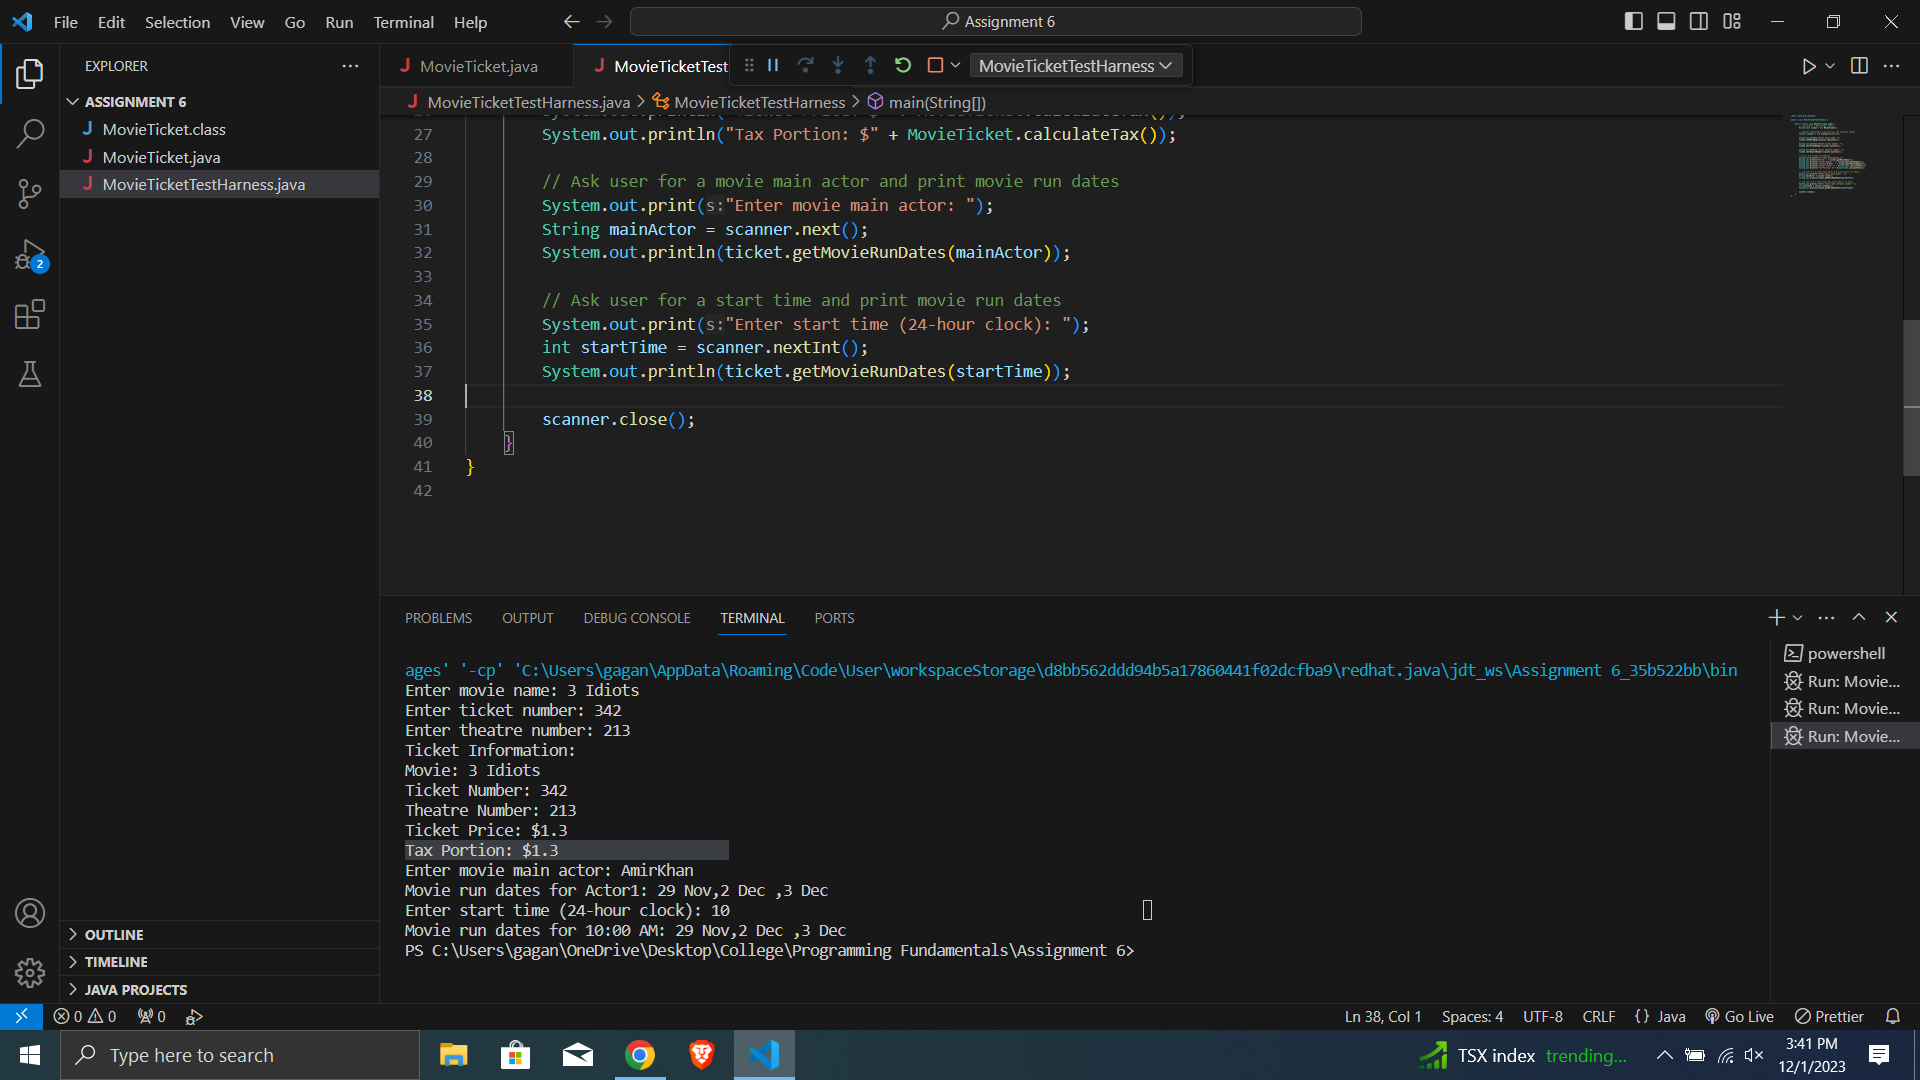 File Edit Selection View Go Run Terminal Help
Assignment 6
EXPLORER
ASSIGNMENT 6
J MovieTicket.class
J MovieTicket.java
J MovieTicketTestHarness.java
2
OUTLINE
TIMELINE
JAVA PROJECTS
J MovieTicket.java
J MovieTicketTest
MovieTicketTestHarness
J MovieTicketTestHarness.java > MovieTicketTestHarness > main(String[])
27 System.out.println("Tax Portion: $" + MovieTicket.calculateTax());
28
29 // Ask user for a movie main actor and print movie run dates
30 System.out.print(s:"Enter movie main actor: ");
31 String mainActor = scanner.next();
32 System.out.println(ticket.getMovieRunDates(mainActor));
33
34 // Ask user for a start time and print movie run dates
35 System.out.print(s:"Enter start time (24-hour clock): ");
36 int startTime = scanner.nextInt();
37 System.out.println(ticket.getMovieRunDates(startTime));
38
39 scanner.close();
40 }
41 }
42
PROBLEMS OUTPUT DEBUG CONSOLE TERMINAL PORTS
ages' '-cp' 'C:\Users\gagan\AppData\Roaming\Code\User\workspaceStorage\d8bb562ddd94b5a17860441f02dcfba9\redhat.java\jdt_ws\Assignment 6_35b522bb\bin
Enter movie name: 3 Idiots
Enter ticket number: 342
Enter theatre number: 213
Ticket Information:
Movie: 3 Idiots
Ticket Number: 342
Theatre Number: 213
Ticket Price: $1.3
Tax Portion: $1.3
Enter movie main actor: AmirKhan
Movie run dates for Actor1: 29 Nov,2 Dec ,3 Dec
Enter start time (24-hour clock): 10
Movie run dates for 10:00 AM: 29 Nov,2 Dec ,3 Dec
PS C:\Users\gagan\OneDrive\Desktop\College\Programming Fundamentals\Assignment 6>
powershell
Run: Movie...
Run: Movie...
Run: Movie...
0 0 0
Ln 38, Col 1 Spaces: 4 UTF-8 CRLF {} Java Go Live Prettier
Type here to search
TSX index trending...
3:41 PM
12/1/2023